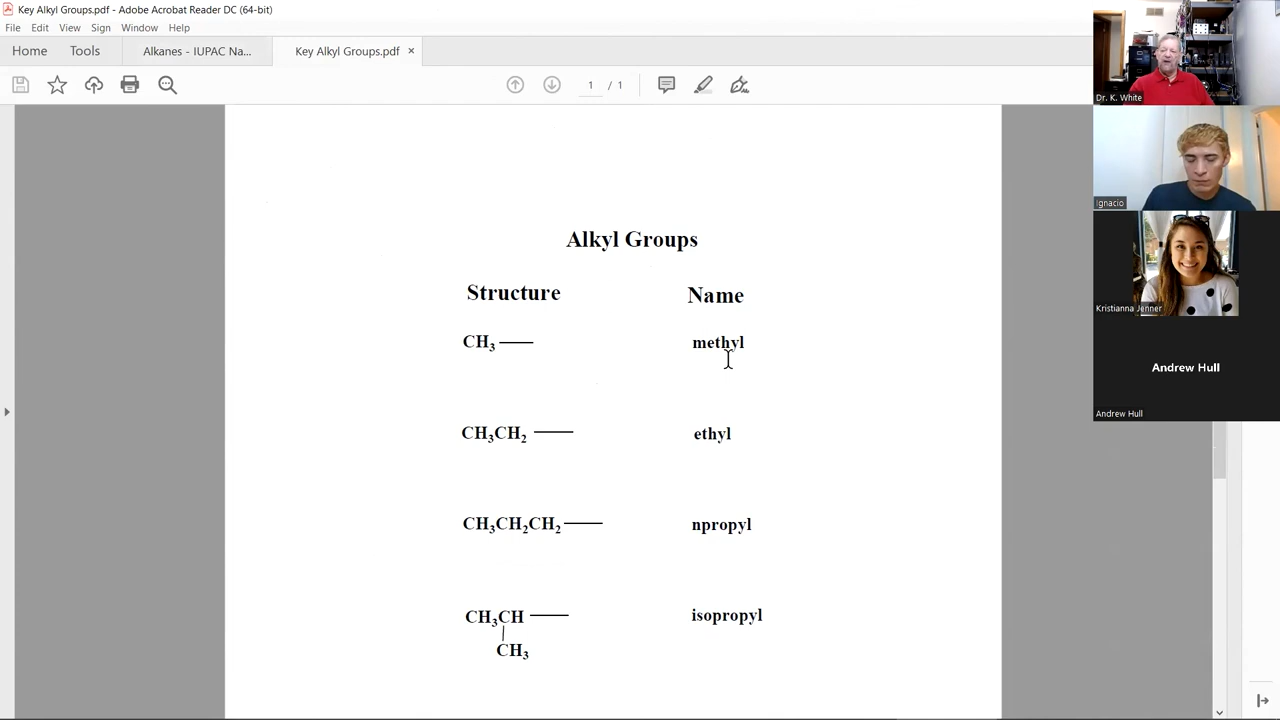 Key Alkyl Groups.pdf - Adobe Acrobat Reader DC (64-bit)
File Edit View Sign Window Help
Home Tools Alkanes - IUPAC Na... Key Alkyl Groups.pdf ×
1 / 1
Alkyl Groups
Structure Name
CH₃— methyl
CH₃CH₂— ethyl
CH₃CH₂CH₂— npropyl
CH₃CH— isopropyl
CH₃
Dr. K. White
Ignacio
Kristianna Jenner
Andrew Hull
Andrew Hull